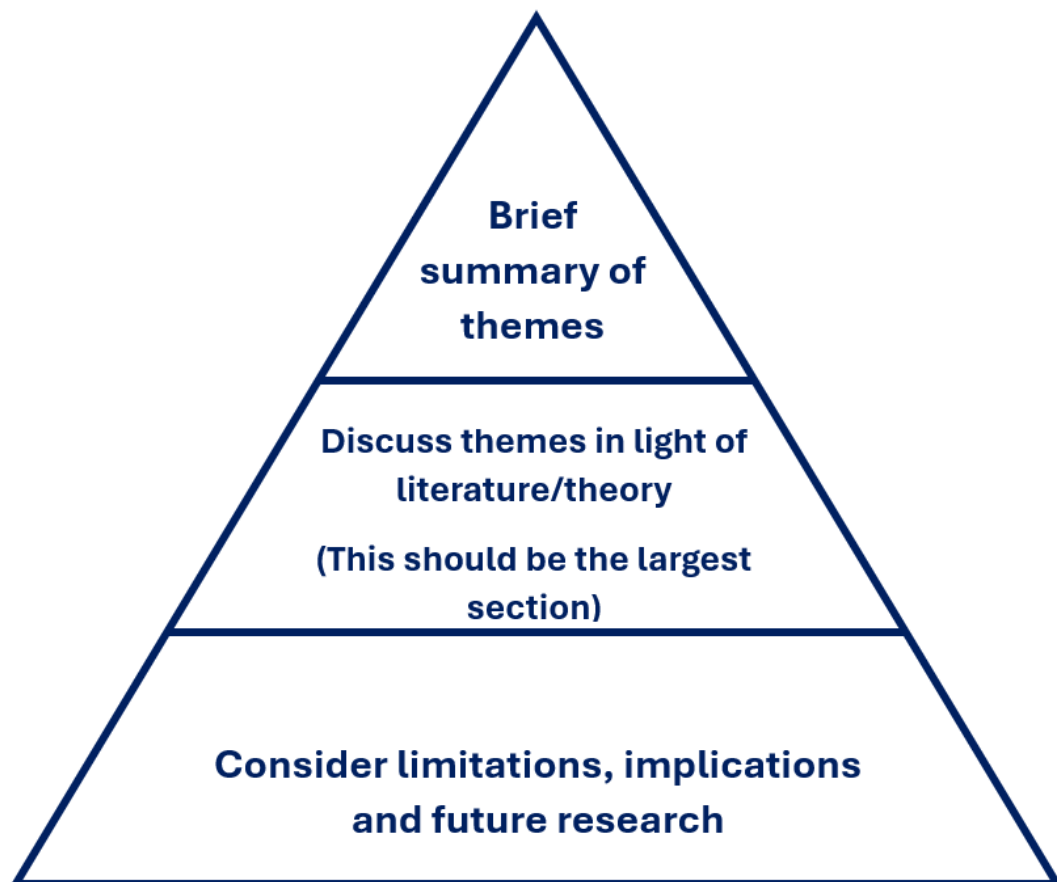 Brief
summary of
themes
Discuss themes in light of
literature/theory
(This should be the largest
section)
Consider limitations, implications
and future research